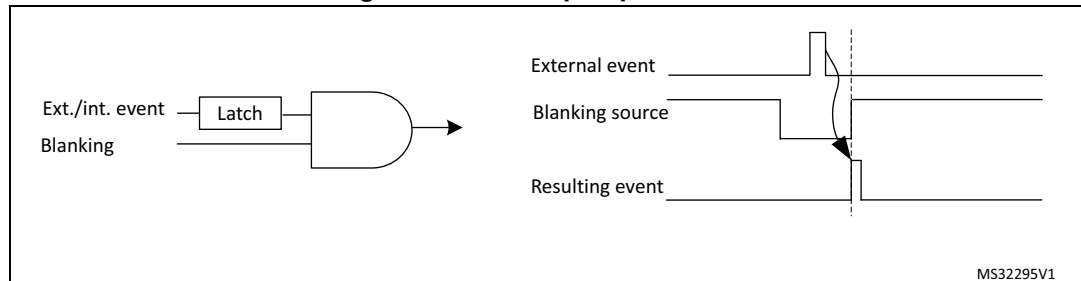 Ext./int. event
Latch
Blanking
External event
Blanking source
Resulting event
MS32295V1